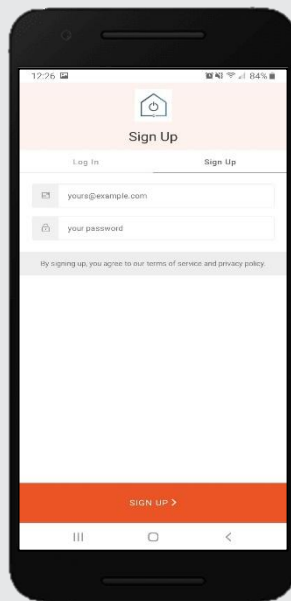 12:26 84%
Sign Up
Log In Sign Up
yours@example.com
your password
By signing up, you agree to our terms of service and privacy policy.
SIGN UP >